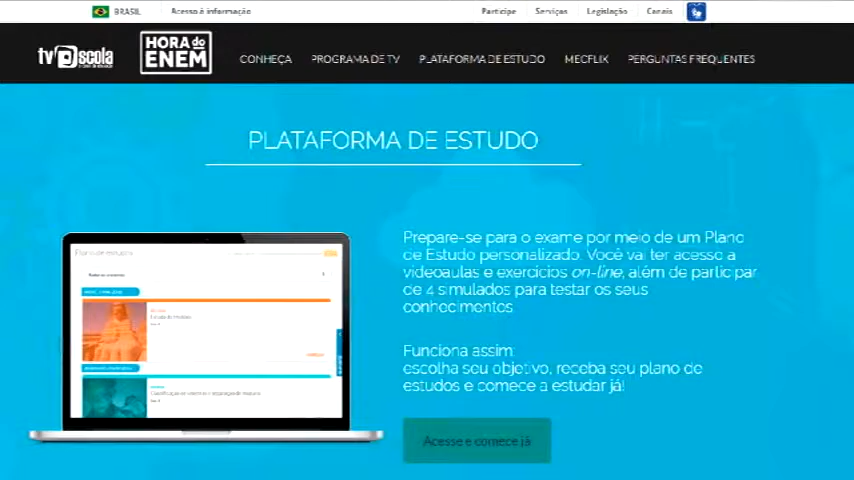 BRASIL Acesso à informação Participe Serviços Legislação Canais
tv escola HORA do ENEM CONHEÇA PROGRAMA DE TV PLATAFORMA DE ESTUDO MECFLIX PERGUNTAS FREQUENTES
PLATAFORMA DE ESTUDO
Prepare-se para o exame por meio de um Plano
de Estudo personalizado. Você vai ter acesso a
videoaulas e exercícios on-line, além de participar
de 4 simulados para testar os seus
conhecimentos.
Funciona assim:
escolha seu objetivo, receba seu plano de
estudos e comece a estudar já!
Acesse e comece já
Plano de estudos